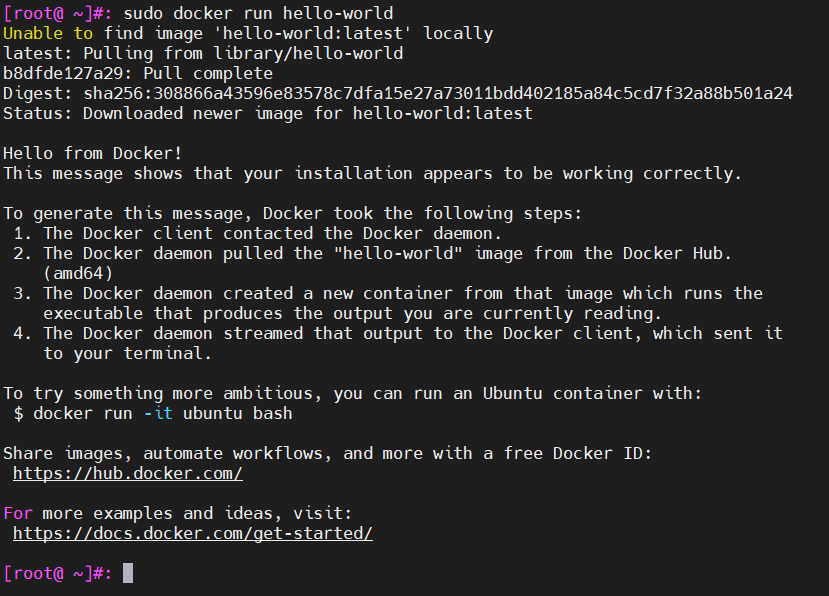 [root@ ~]#: sudo docker run hello-world
Unable to find image 'hello-world:latest' locally
latest: Pulling from library/hello-world
b8dfde127a29: Pull complete
Digest: sha256:308866a43596e83578c7dfa15e27a73011bdd402185a84c5cd7f32a88b501a24
Status: Downloaded newer image for hello-world:latest

Hello from Docker!
This message shows that your installation appears to be working correctly.

To generate this message, Docker took the following steps:
 1. The Docker client contacted the Docker daemon.
 2. The Docker daemon pulled the "hello-world" image from the Docker Hub.
    (amd64)
 3. The Docker daemon created a new container from that image which runs the
    executable that produces the output you are currently reading.
 4. The Docker daemon streamed that output to the Docker client, which sent it
    to your terminal.

To try something more ambitious, you can run an Ubuntu container with:
 $ docker run -it ubuntu bash

Share images, automate workflows, and more with a free Docker ID:
 https://hub.docker.com/

For more examples and ideas, visit:
 https://docs.docker.com/get-started/

[root@ ~]#: